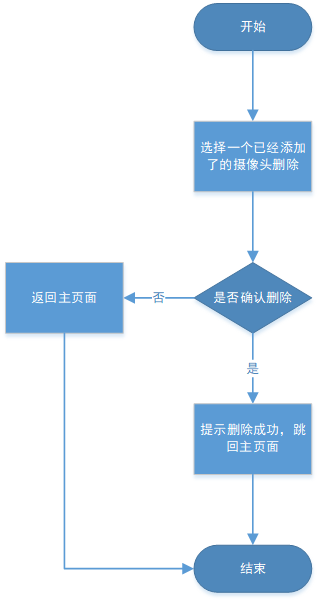 开始
选择一个已经添加
了的摄像头删除
返回主页面
否
是否确认删除
是
提示删除成功，跳
回主页面
结束